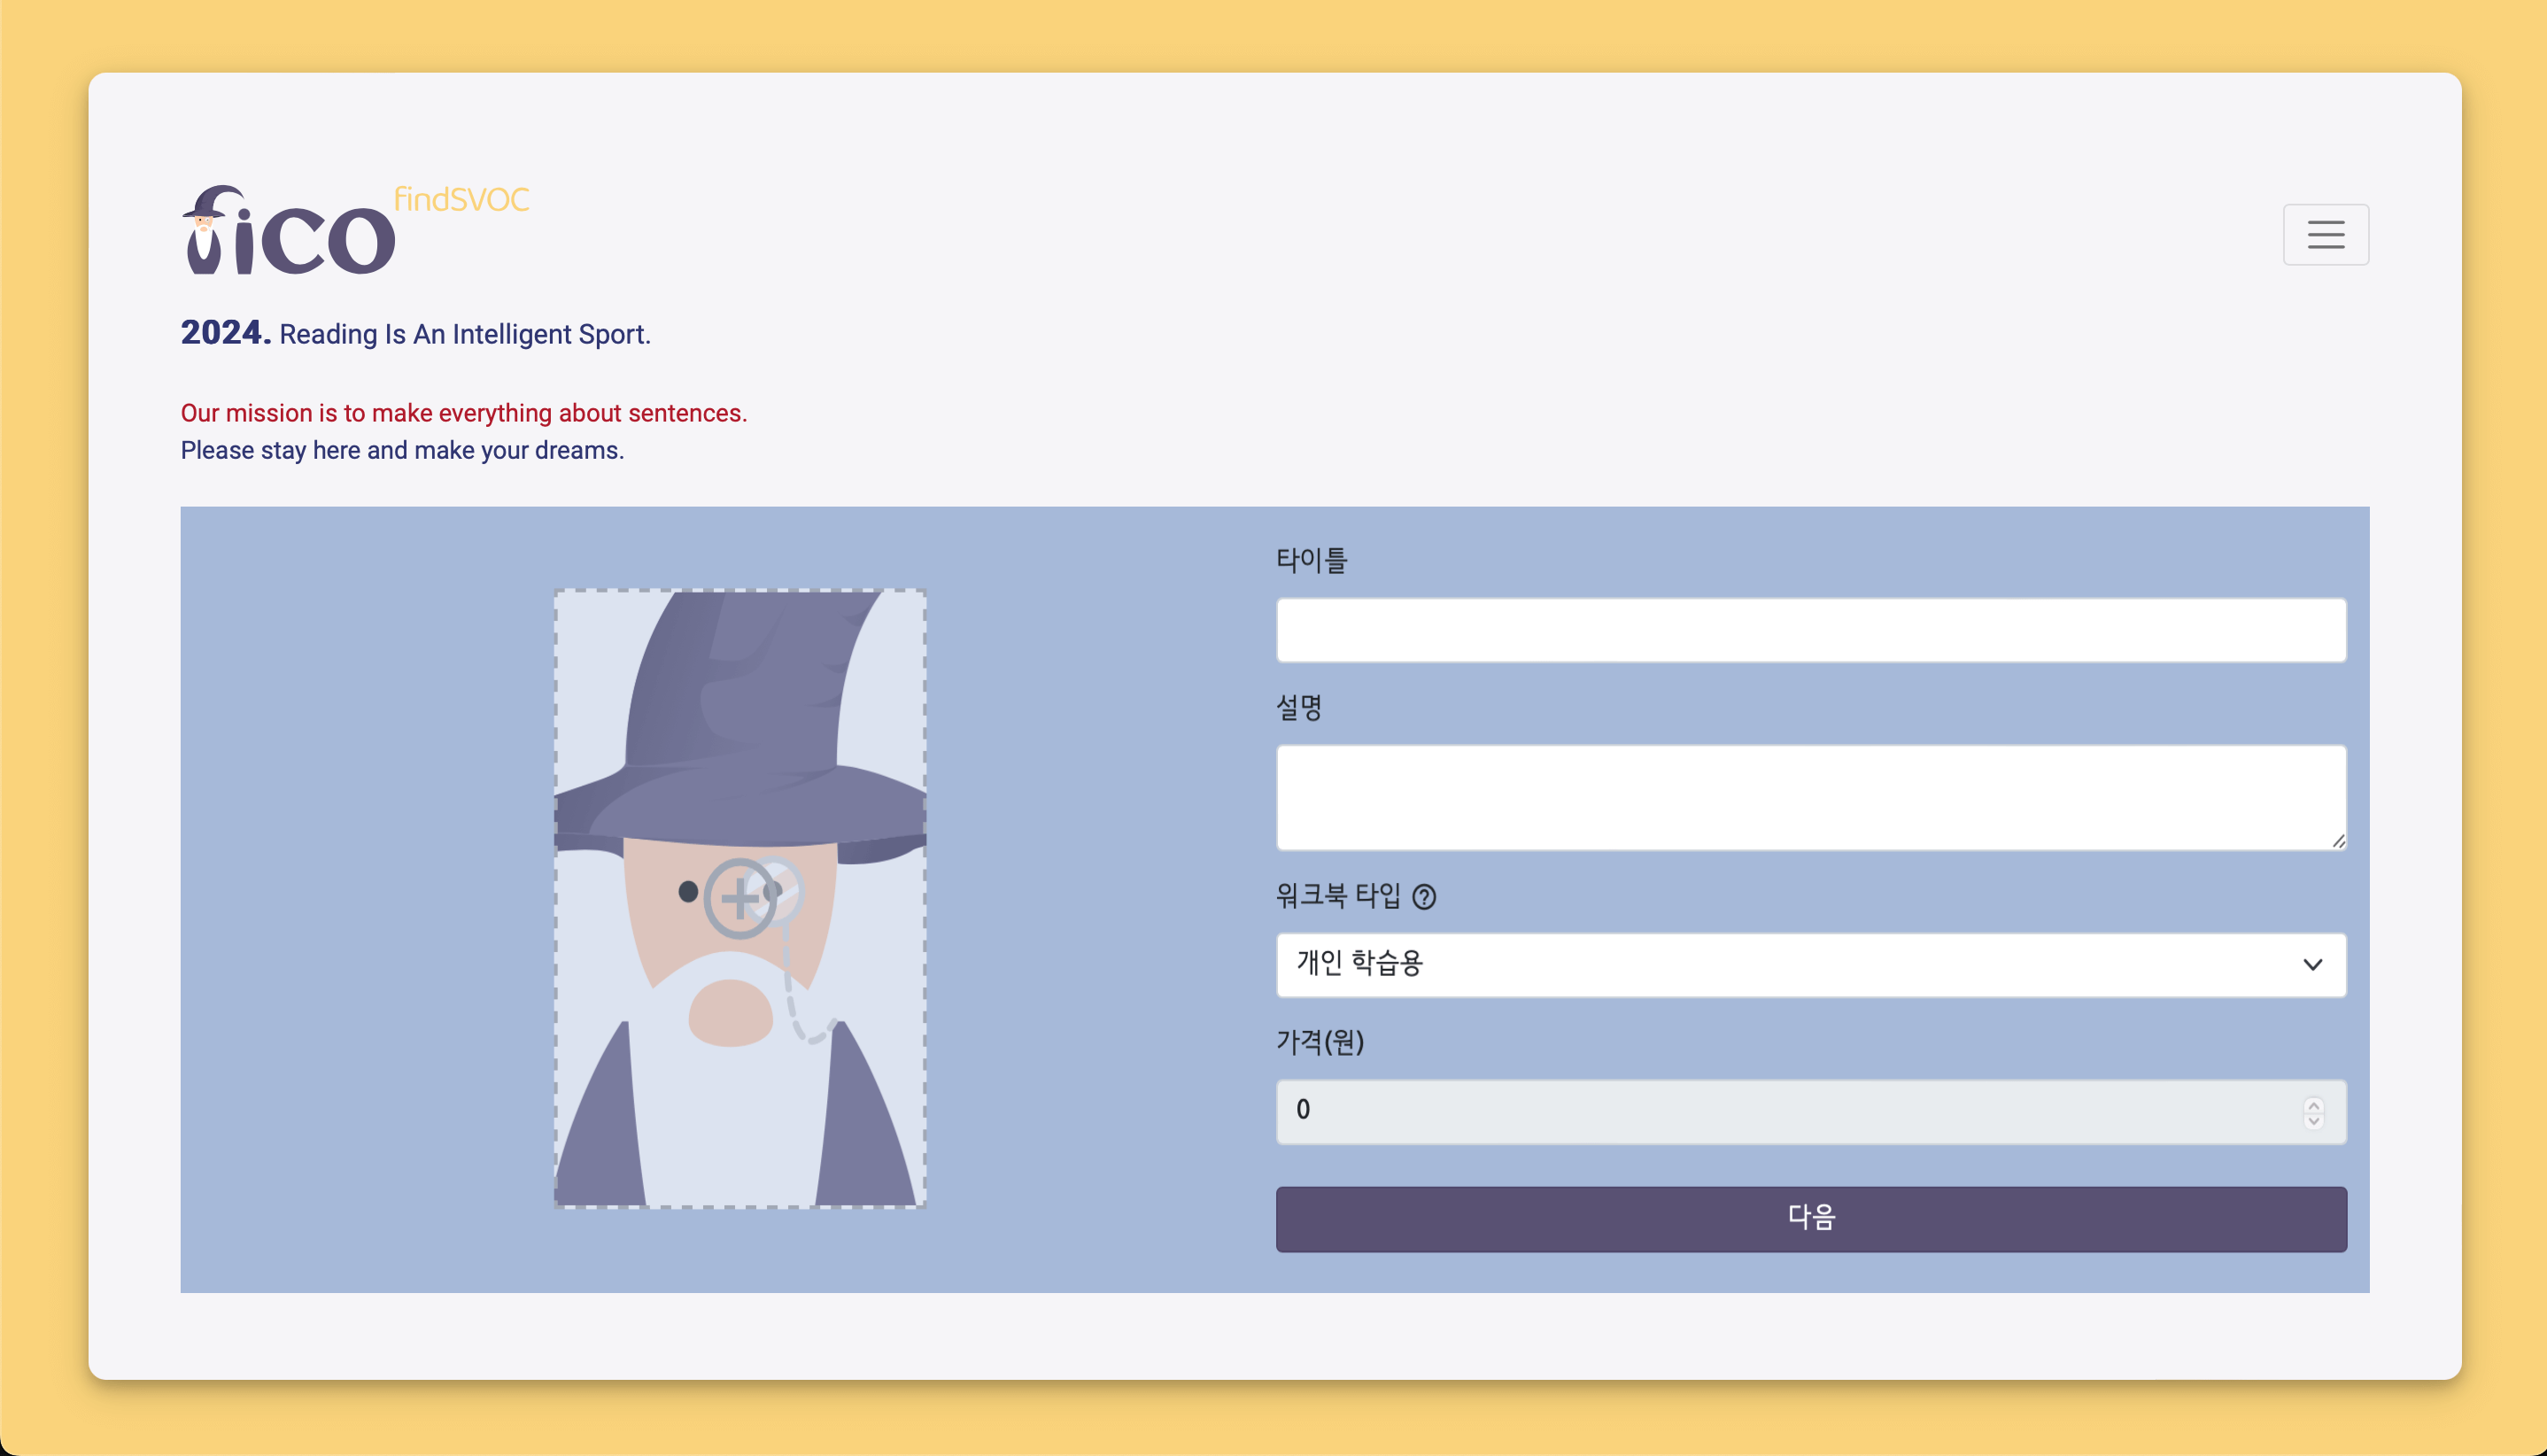 fico findSVOC
2024. Reading Is An Intelligent Sport.
Our mission is to make everything about sentences.
Please stay here and make your dreams.
타이틀
설명
워크북 타입 ?
개인 학습용
가격(원)
0
다음